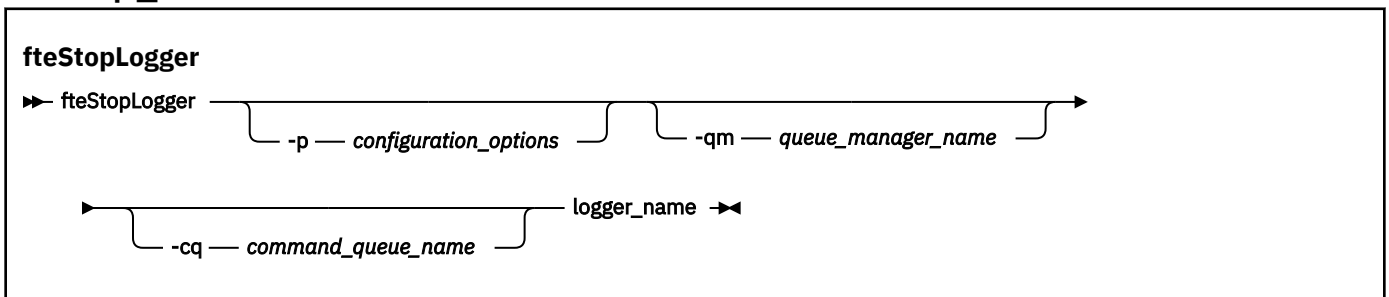 fteStopLogger
fteStopLogger
-p configuration_options -qm queue_manager_name
logger_name
-cq command_queue_name